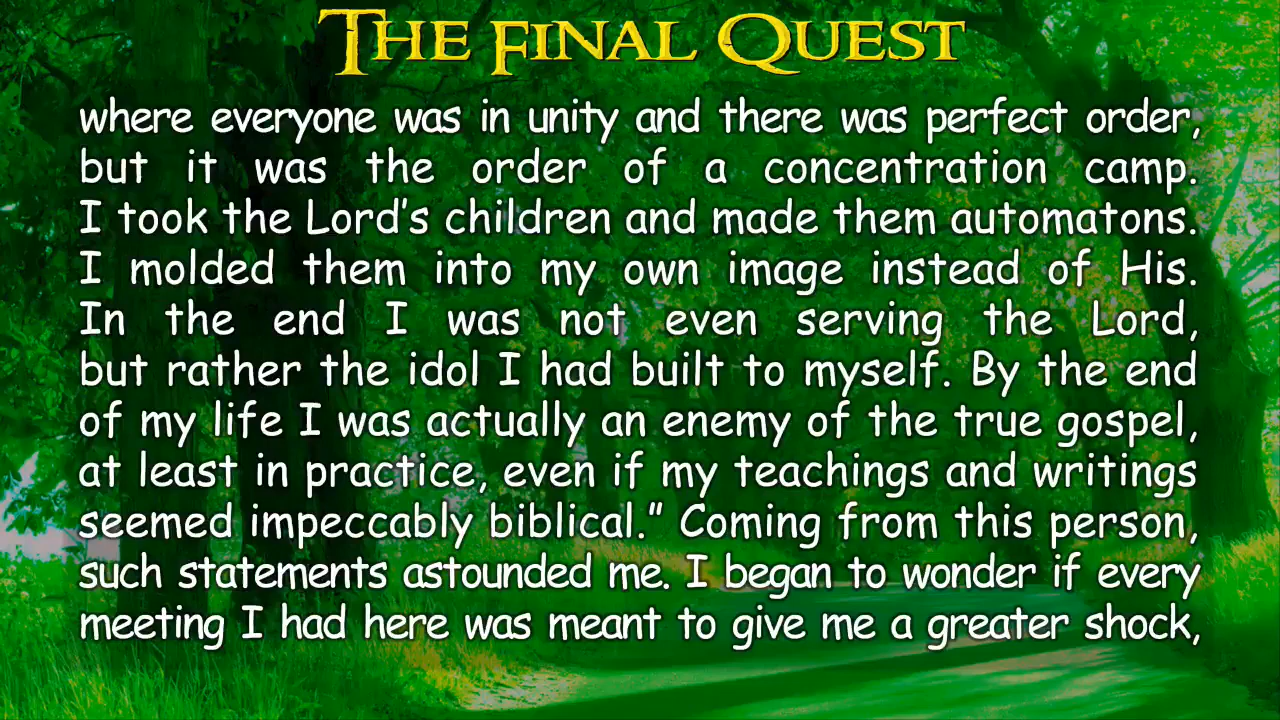 The Final Quest
where everyone was in unity and there was perfect order,
but it was the order of a concentration camp.
I took the Lord's children and made them automatons.
I molded them into my own image instead of His.
In the end I was not even serving the Lord,
but rather the idol I had built to myself. By the end
of my life I was actually an enemy of the true gospel,
at least in practice, even if my teachings and writings
seemed impeccably biblical.” Coming from this person,
such statements astounded me. I began to wonder if every
meeting I had here was meant to give me a greater shock,